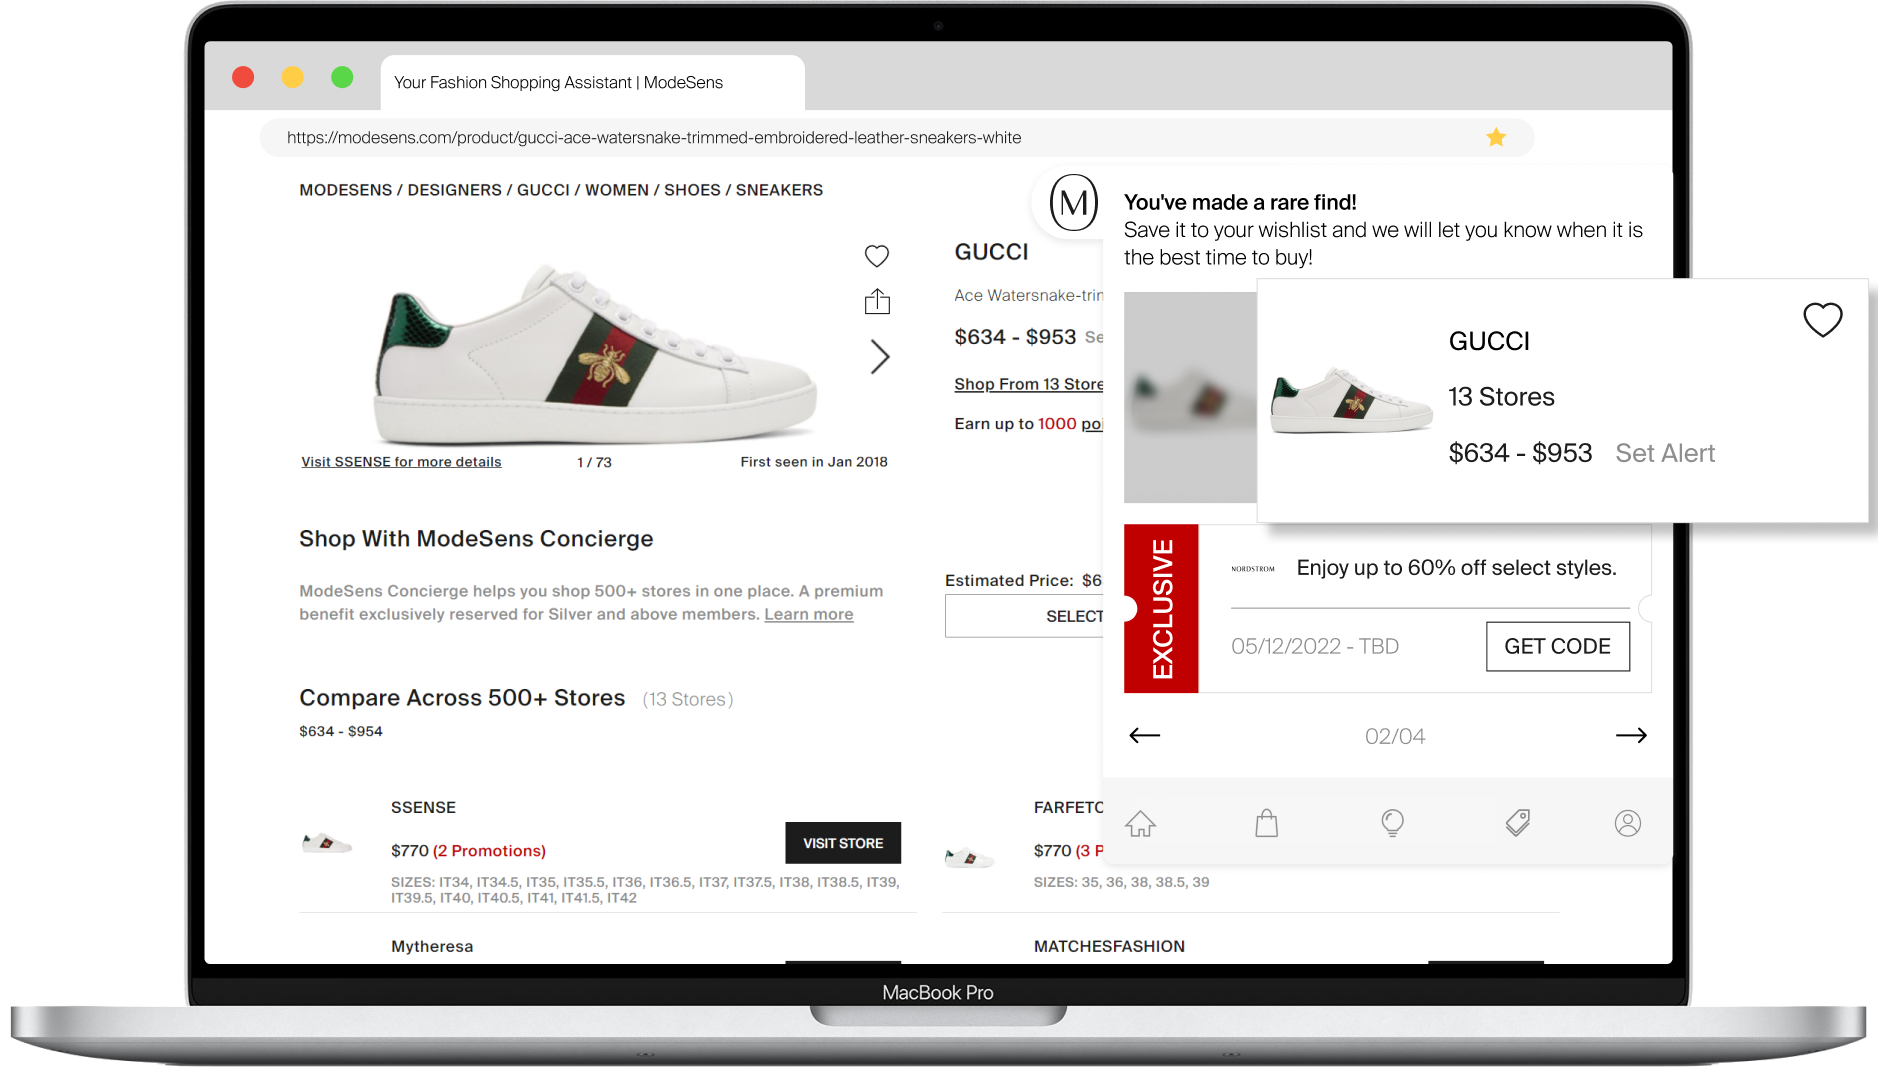 Your Fashion Shopping Assistant | ModeSens
https://modesens.com/product/gucci-ace-watersnake-trimmed-embroidered-leather-sneakers-white
MODESENS / DESIGNERS / GUCCI / WOMEN / SHOES / SNEAKERS
Visit SSENSE for more details
1 / 73
First seen in Jan 2018
GUCCI
Ace Watersnake-trim
$634 - $953 Se
Shop From 13 Store
Earn up to 1000 poi
M
You've made a rare find!
Save it to your wishlist and we will let you know when it is
the best time to buy!
GUCCI
13 Stores
$634 - $953 Set Alert
EXCLUSIVE
NORDSTROM
Enjoy up to 60% off select styles.
05/12/2022 - TBD
GET CODE
02/04
Shop With ModeSens Concierge
ModeSens Concierge helps you shop 500+ stores in one place. A premium
benefit exclusively reserved for Silver and above members. Learn more
Estimated Price: $6
SELECT
Compare Across 500+ Stores (13 Stores)
$634 - $954
SSENSE
$770 (2 Promotions)
VISIT STORE
SIZES: IT34, IT34.5, IT35, IT35.5, IT36, IT36.5, IT37, IT37.5, IT38, IT38.5, IT39,
IT39.5, IT40, IT40.5, IT41, IT41.5, IT42
FARFETC
$770 (3 P
SIZES: 35, 36, 38, 38.5, 39
Mytheresa
MATCHESFASHION
MacBook Pro